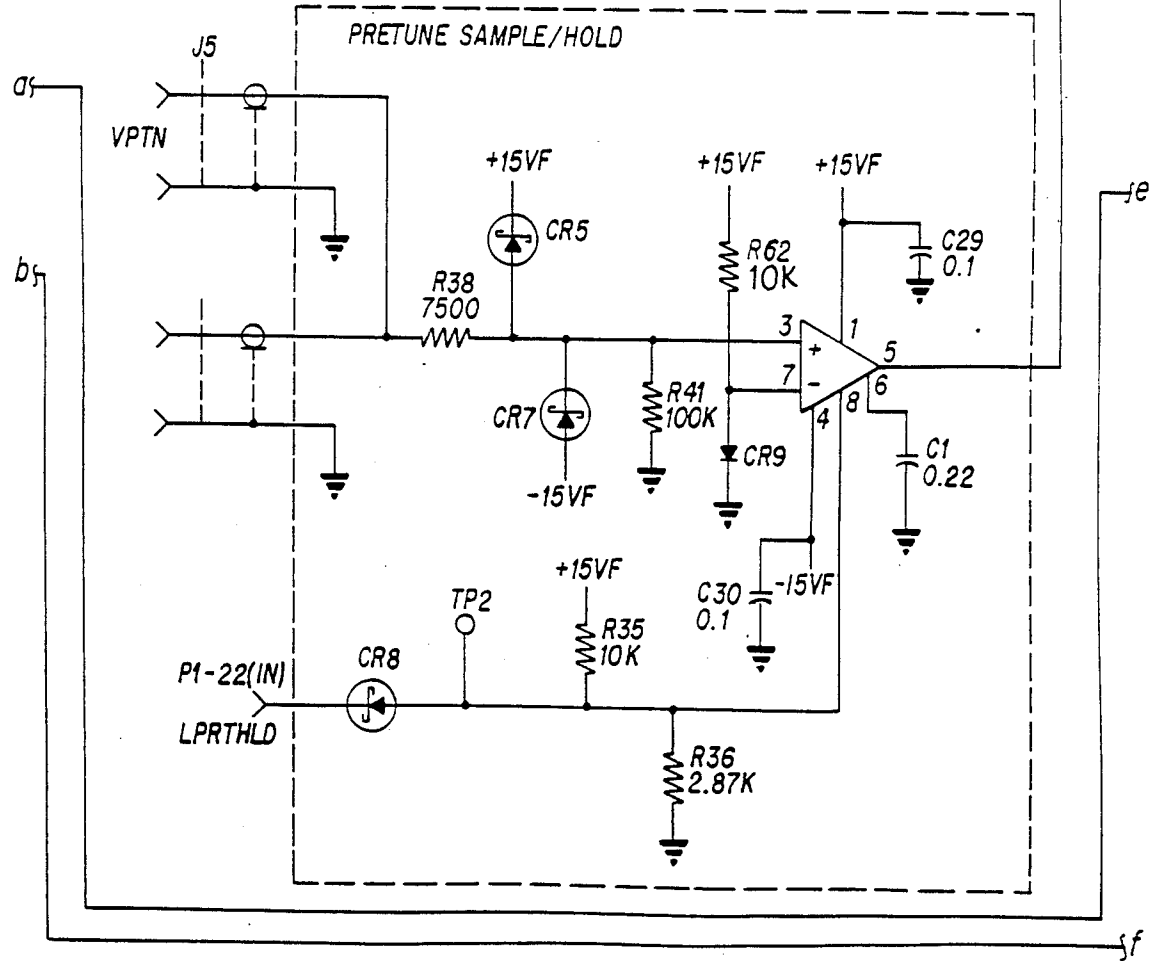 PRETUNE SAMPLE/HOLD
J5
a
VPTN
+15VF
+15VF
+15VF
e
CR5
R62
10K
C29
0.1
b
R38
7500
3
1
+
5
7
-
6
R41
100K
4
8
CR7
CR9
C1
0.22
-15VF
+15VF
C30
0.1
-15VF
TP2
R35
10K
CR8
P1-22(IN)
LPRTHLD
R36
2.87K
f